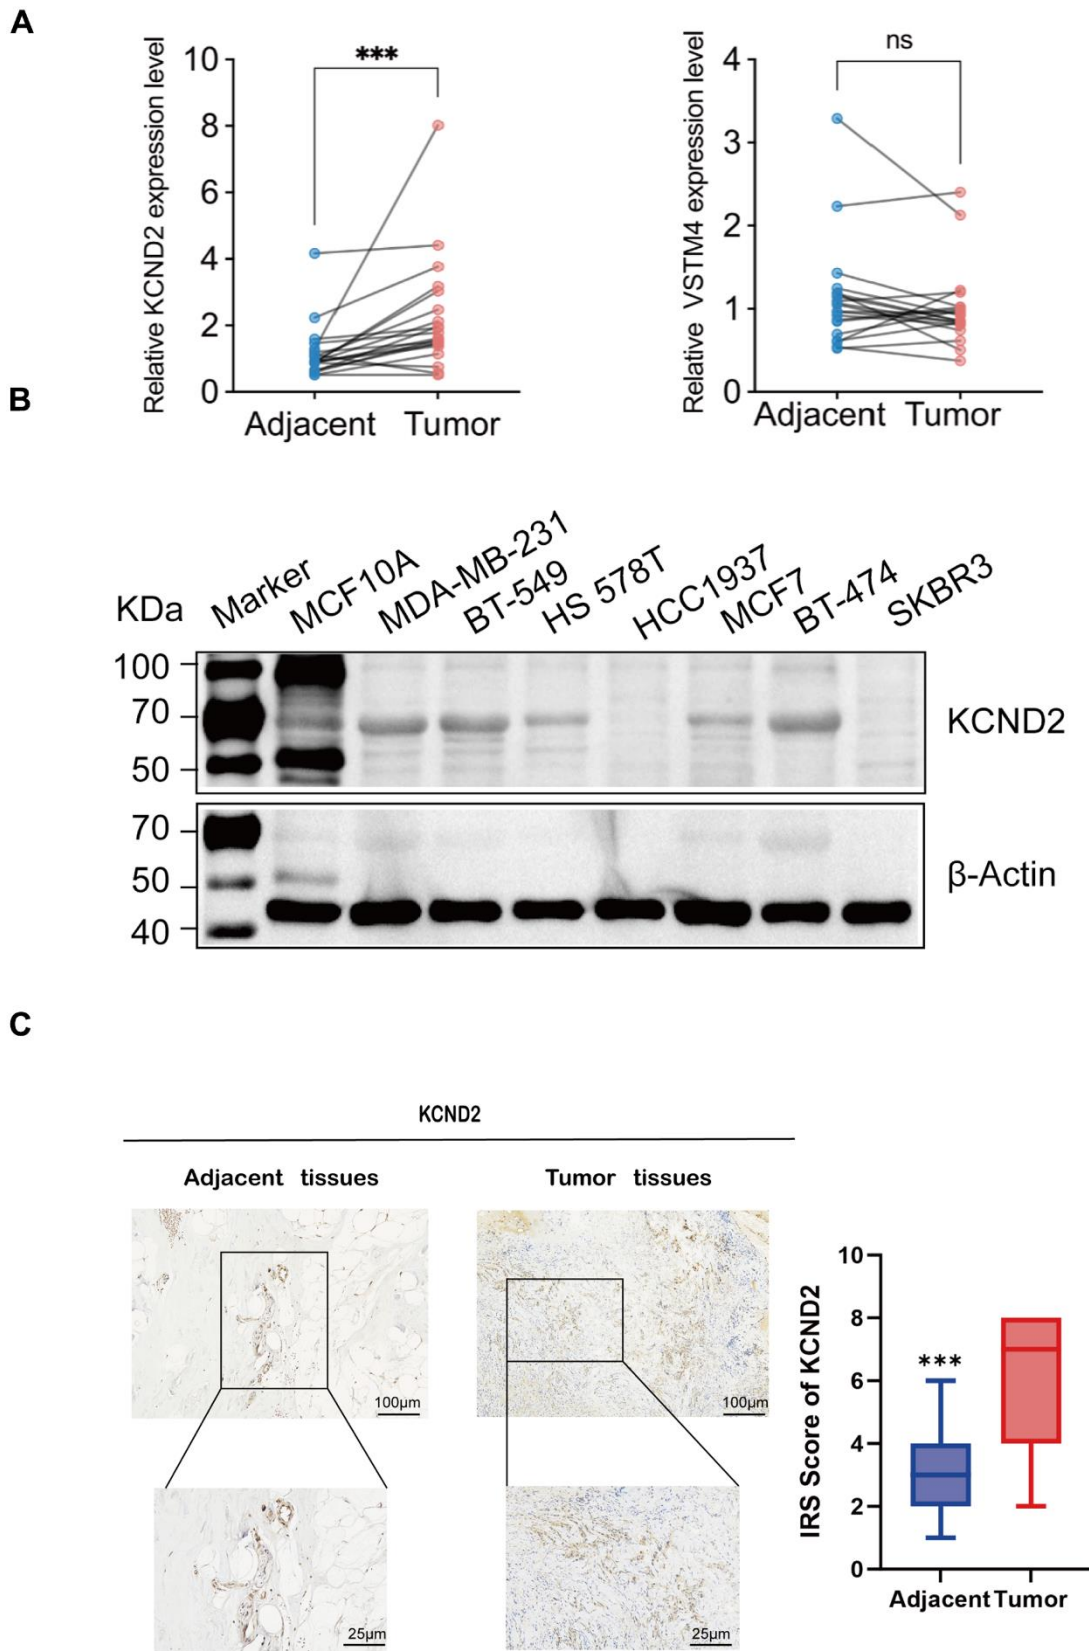 A
Relative KCND2 expression level
10
8
6
4
2
0
***
Adjacent Tumor
Relative VSTM4 expression level
4
3
2
1
0
ns
Adjacent Tumor
B
KDa
Marker
MCF10A
MDA-MB-231
BT-549
HS 578T
HCC1937
MCF7
BT-474
SKBR3
100
70
50
KCND2
70
50
40
β-Actin
C
KCND2
Adjacent tissues
Tumor tissues
100μm
100μm
25μm
25μm
IRS Score of KCND2
10
8
6
4
2
0
***
Adjacent Tumor